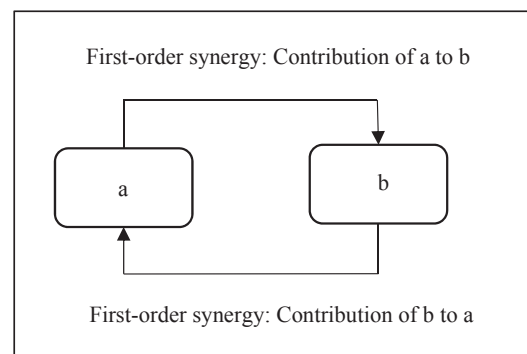 First-order synergy: Contribution of a to b
a
b
First-order synergy: Contribution of b to a